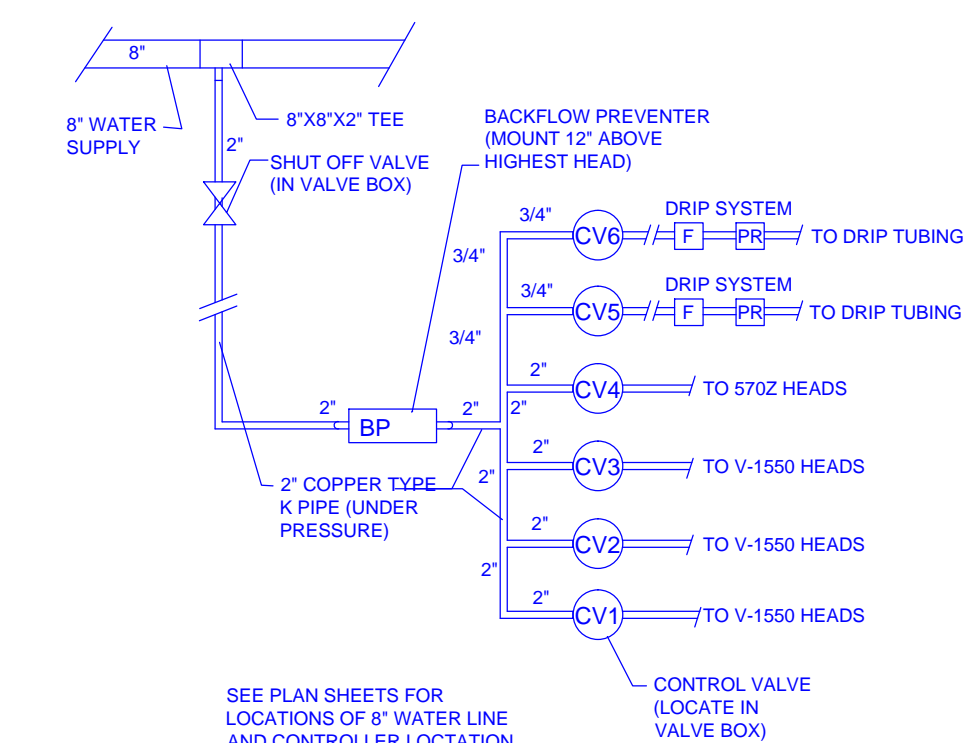 8"
8" WATER
SUPPLY
8"X8"X2" TEE
2"
SHUT OFF VALVE
(IN VALVE BOX)
BACKFLOW PREVENTER
(MOUNT 12" ABOVE
HIGHEST HEAD)
3/4"
CV6
DRIP SYSTEM
F
PR
TO DRIP TUBING
3/4"
3/4"
CV5
DRIP SYSTEM
F
PR
TO DRIP TUBING
3/4"
2"
CV4
TO 570Z HEADS
2"
BP
2"
2"
2"
CV3
TO V-1550 HEADS
2"
2" COPPER TYPE
K PIPE (UNDER
PRESSURE)
2"
CV2
TO V-1550 HEADS
2"
2"
CV1
TO V-1550 HEADS
CONTROL VALVE
(LOCATE IN
VALVE BOX)
SEE PLAN SHEETS FOR
LOCATIONS OF 8" WATER LINE
AND CONTROLLER LOCTATION